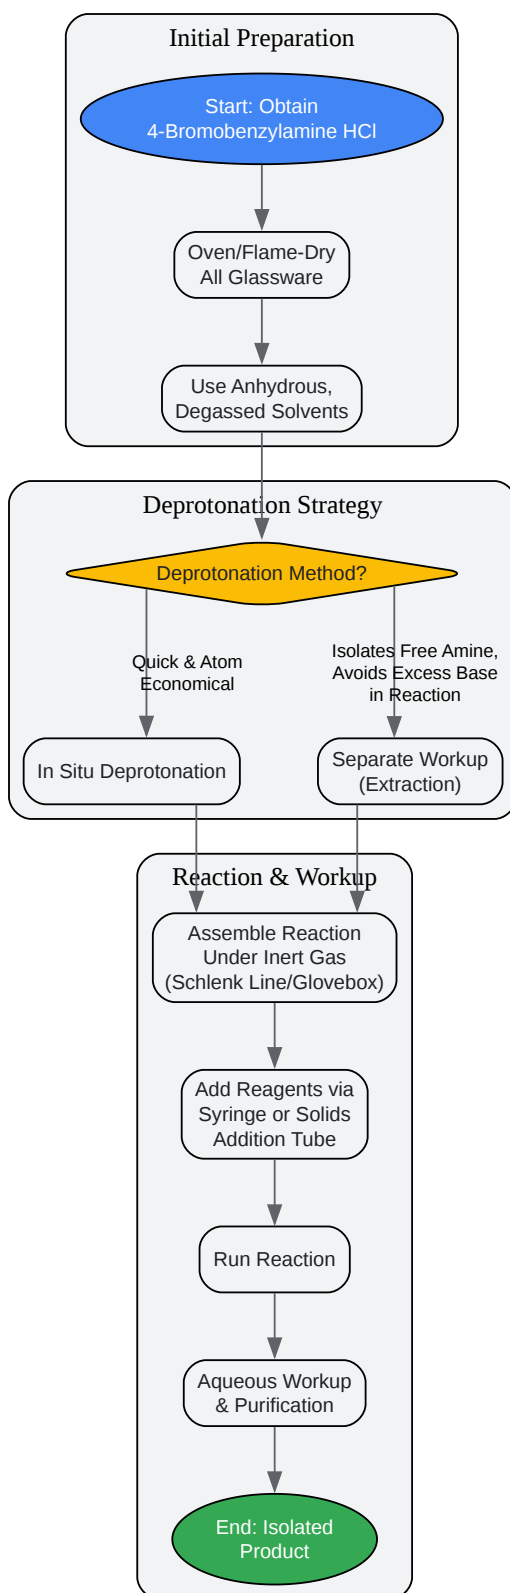 Initial Preparation
Start: Obtain
4-Bromobenzylamine HCl
Oven/Flame-Dry
All Glassware
Use Anhydrous,
Degassed Solvents
Deprotonation Strategy
Deprotonation Method?
Quick & Atom
Economical
Isolates Free Amine,
Avoids Excess Base
in Reaction
In Situ Deprotonation
Separate Workup
(Extraction)
Reaction & Workup
Assemble Reaction
Under Inert Gas
(Schlenk Line/Glovebox)
Add Reagents via
Syringe or Solids
Addition Tube
Run Reaction
Aqueous Workup
& Purification
End: Isolated
Product